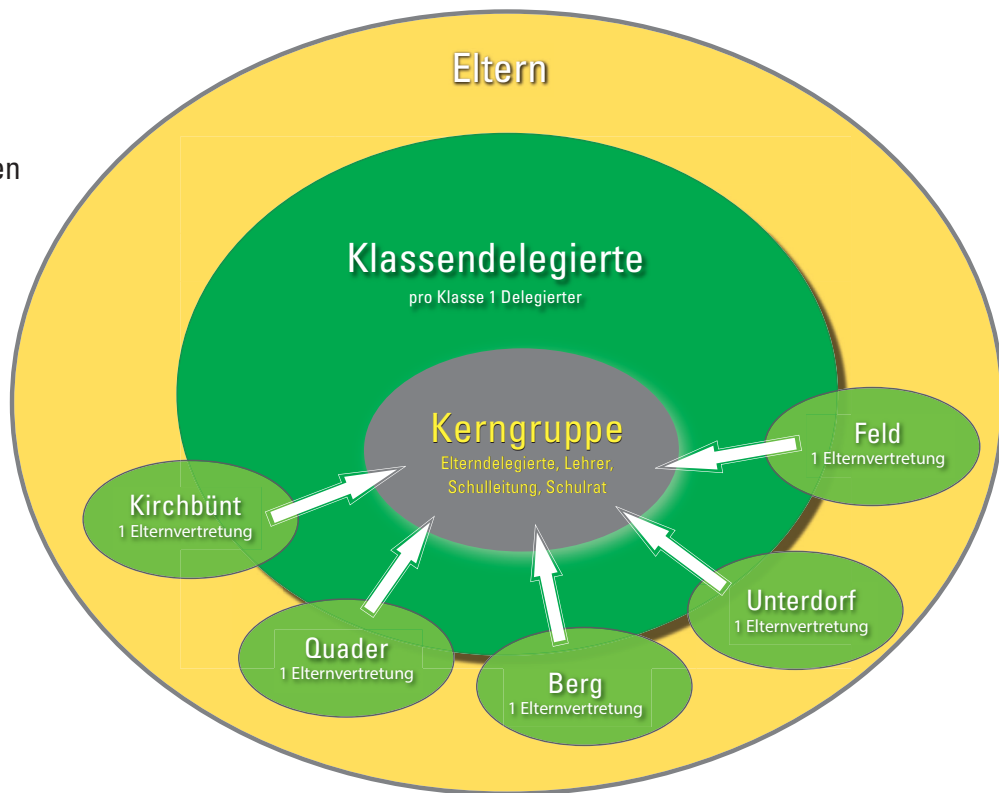 Eltern
en
Klassendelegierte
pro Klasse 1 Delegierter
Kerngruppe
Elterndelegierte, Lehrer,
Schulleitung, Schulrat
Feld
1 Elternvertretung
Kirchbünt
1 Elternvertretung
Unterdorf
1 Elternvertretung
Quader
1 Elternvertretung
Berg
1 Elternvertretung